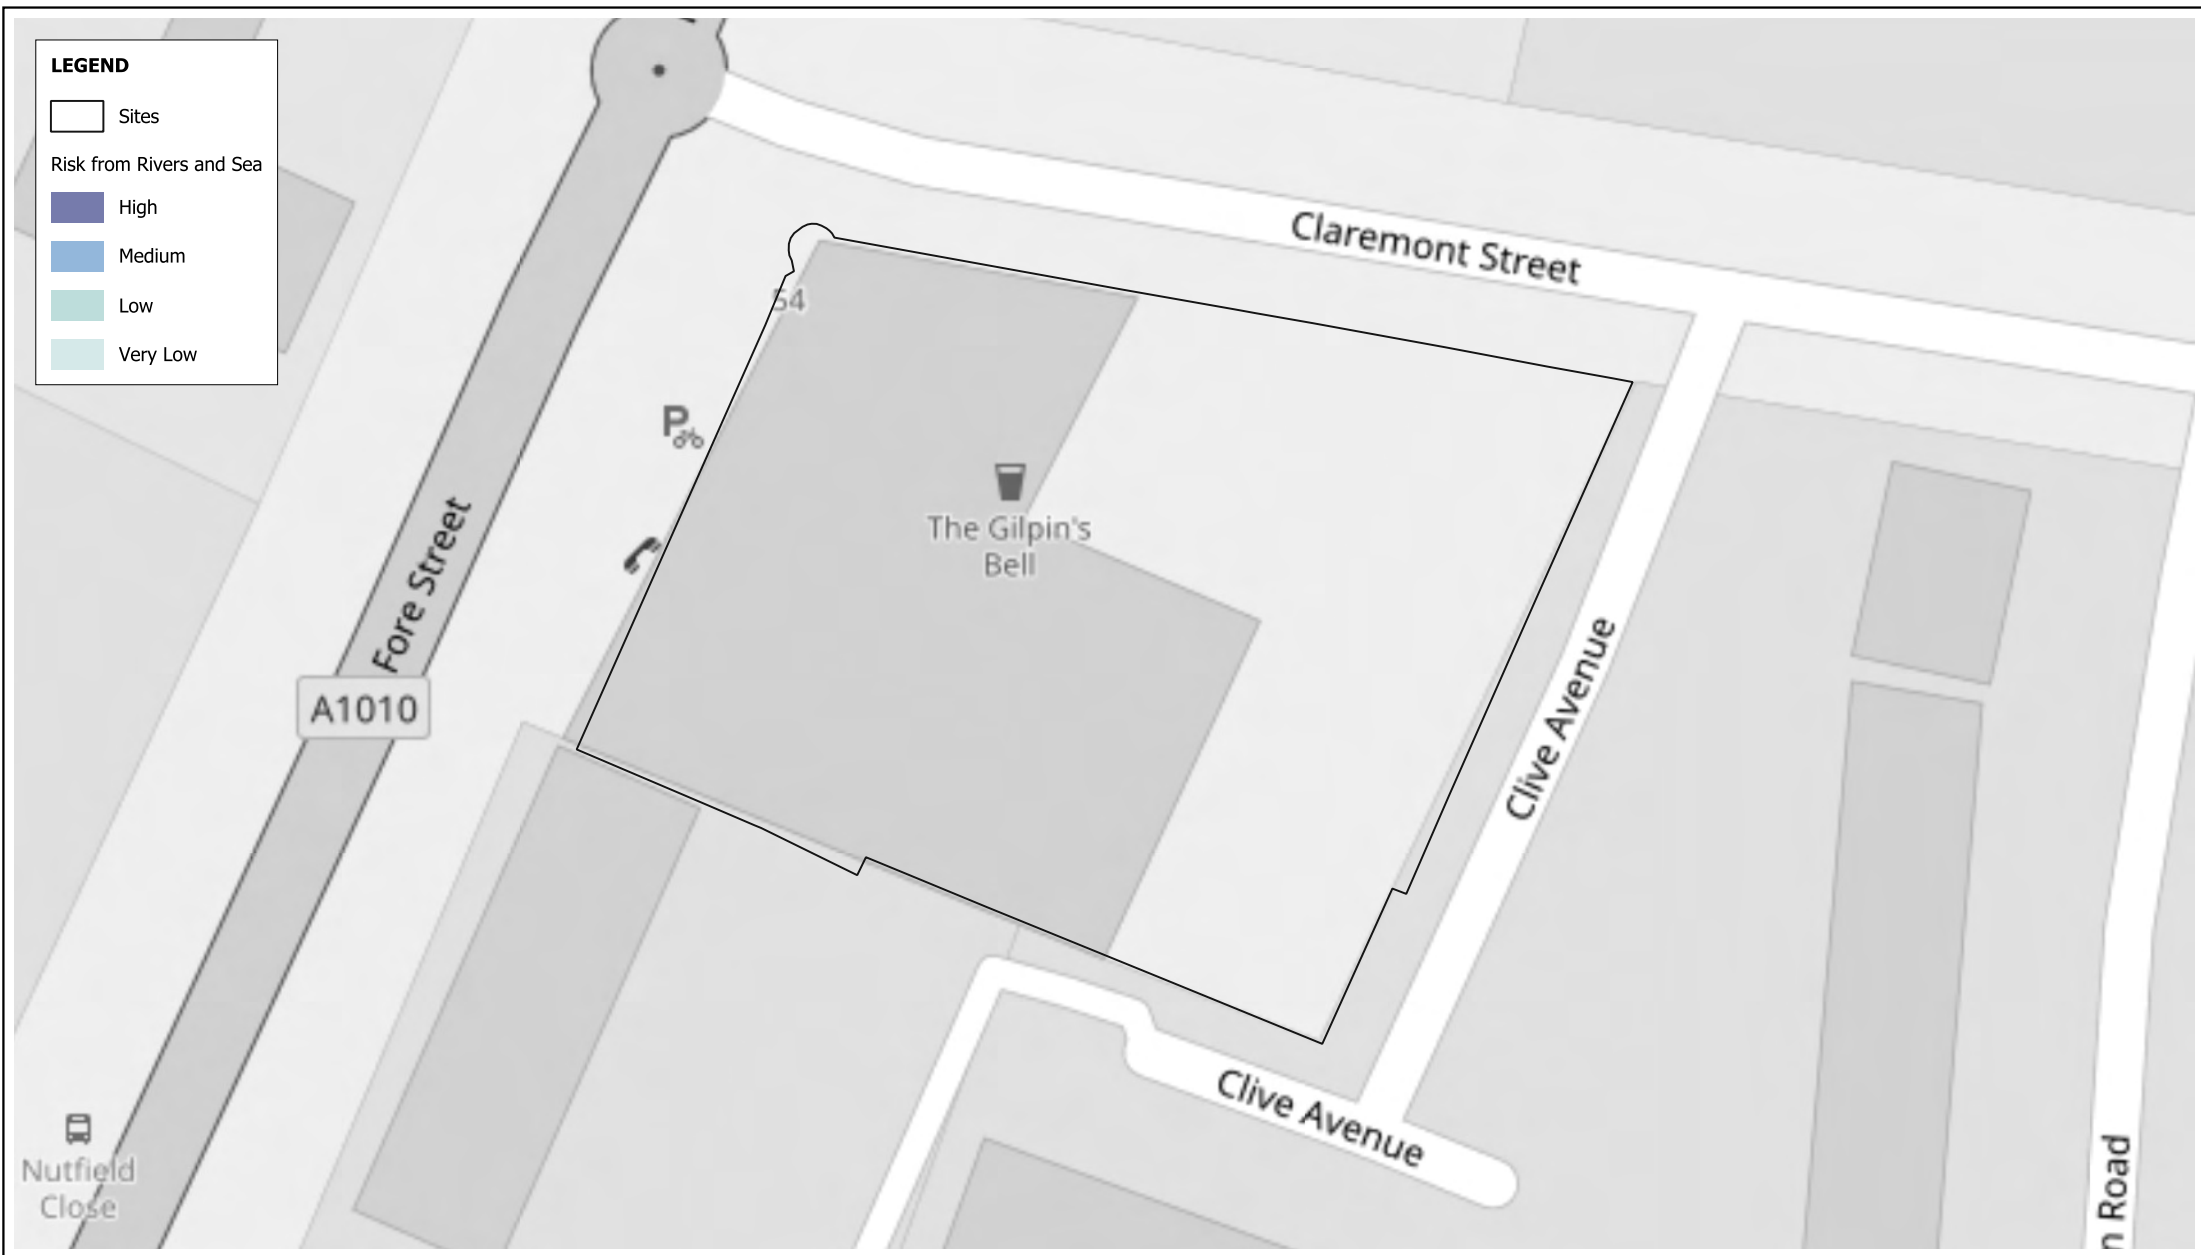 LEGEND
Sites
Risk from Rivers and Sea
High
Medium
Low
Very Low
Claremont Street
54
P
The Gilpin's
Bell
Fore Street
A1010
Clive Avenue
Clive Avenue
Nutfield
Close
Road